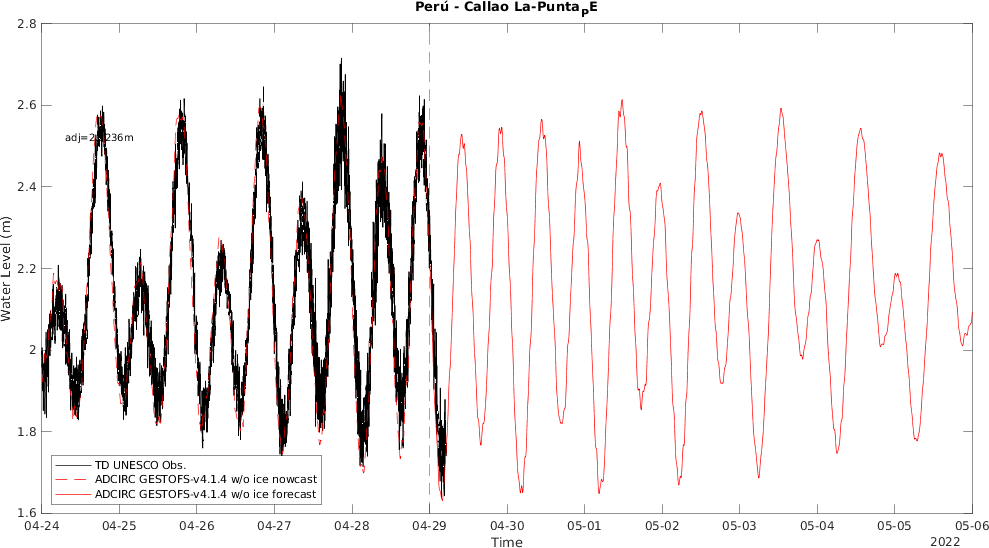 Perú - Callao La-PuntaPE
2.8
2.6
2.4
2.2
2
1.8
1.6
Water Level (m)
TD UNESCO Obs.
ADCIRC GESTOFS-v4.1.4 w/o ice nowcast
ADCIRC GESTOFS-v4.1.4 w/o ice forecast
04-24 04-25 04-26 04-27 04-28 04-29 04-30 05-01 05-02 05-03 05-04 05-05 05-06
Time
2022